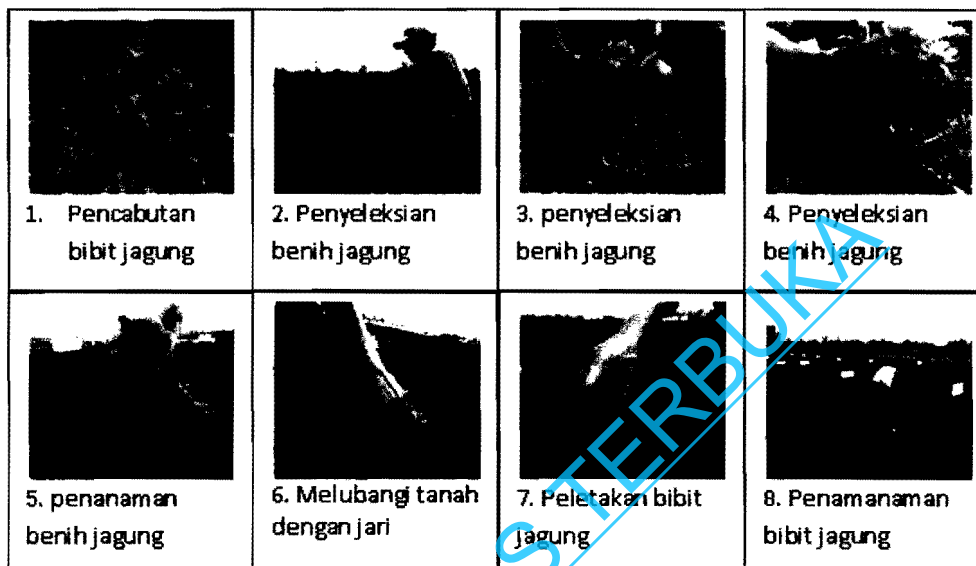 1. Pencabutan
bibit jagung
2. Penyeleksian
benih jagung
3. penyeleksian
benih jagung
4. Penyeleksian
benih jagung
5. penanaman
benih jagung
6. Melubangi tanah
dengan jari
7. Peletakan bibit
jagung
8. Penamanaman
bibit jagung
S TERBUKA